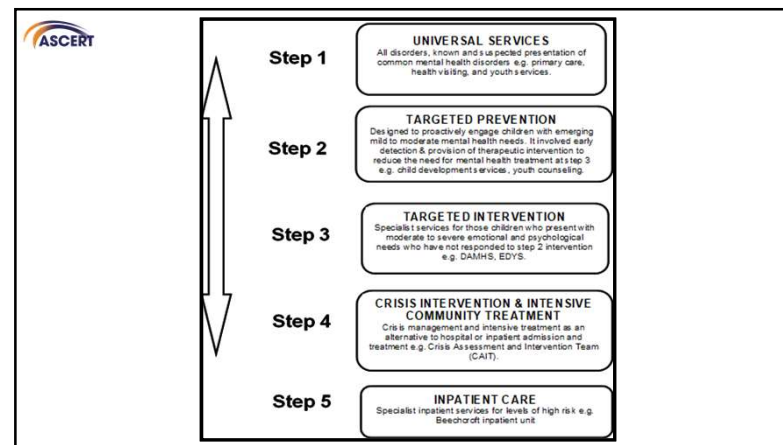 ASCERT
Step 1
UNIVERSAL SERVICES
All disorders, known and suspected presentation of
common mental health disorders e.g. primary care,
health visiting, and youth services.
Step 2
TARGETED PREVENTION
Designed to proactively engage children with emerging
mild to moderate mental health needs. It involved early
detection & provision of therapeutic intervention to
reduce the need for mental health treatment at step 3
e.g. child development services, youth counseling.
Step 3
TARGETED INTERVENTION
Specialist services for those children who present with
moderate to severe emotional and psychological
needs who have not responded to step 2 intervention
e.g. DAMHS, EDYS.
Step 4
CRISIS INTERVENTION & INTENSIVE
COMMUNITY TREATMENT
Crisis management and intensive treatment as an
alternative to hospital or inpatient admission and
treatment e.g. Crisis Assessment and Intervention Team
(CAIT).
Step 5
INPATIENT CARE
Specialist inpatient services for levels of high risk e.g.
Beechcroft inpatient unit